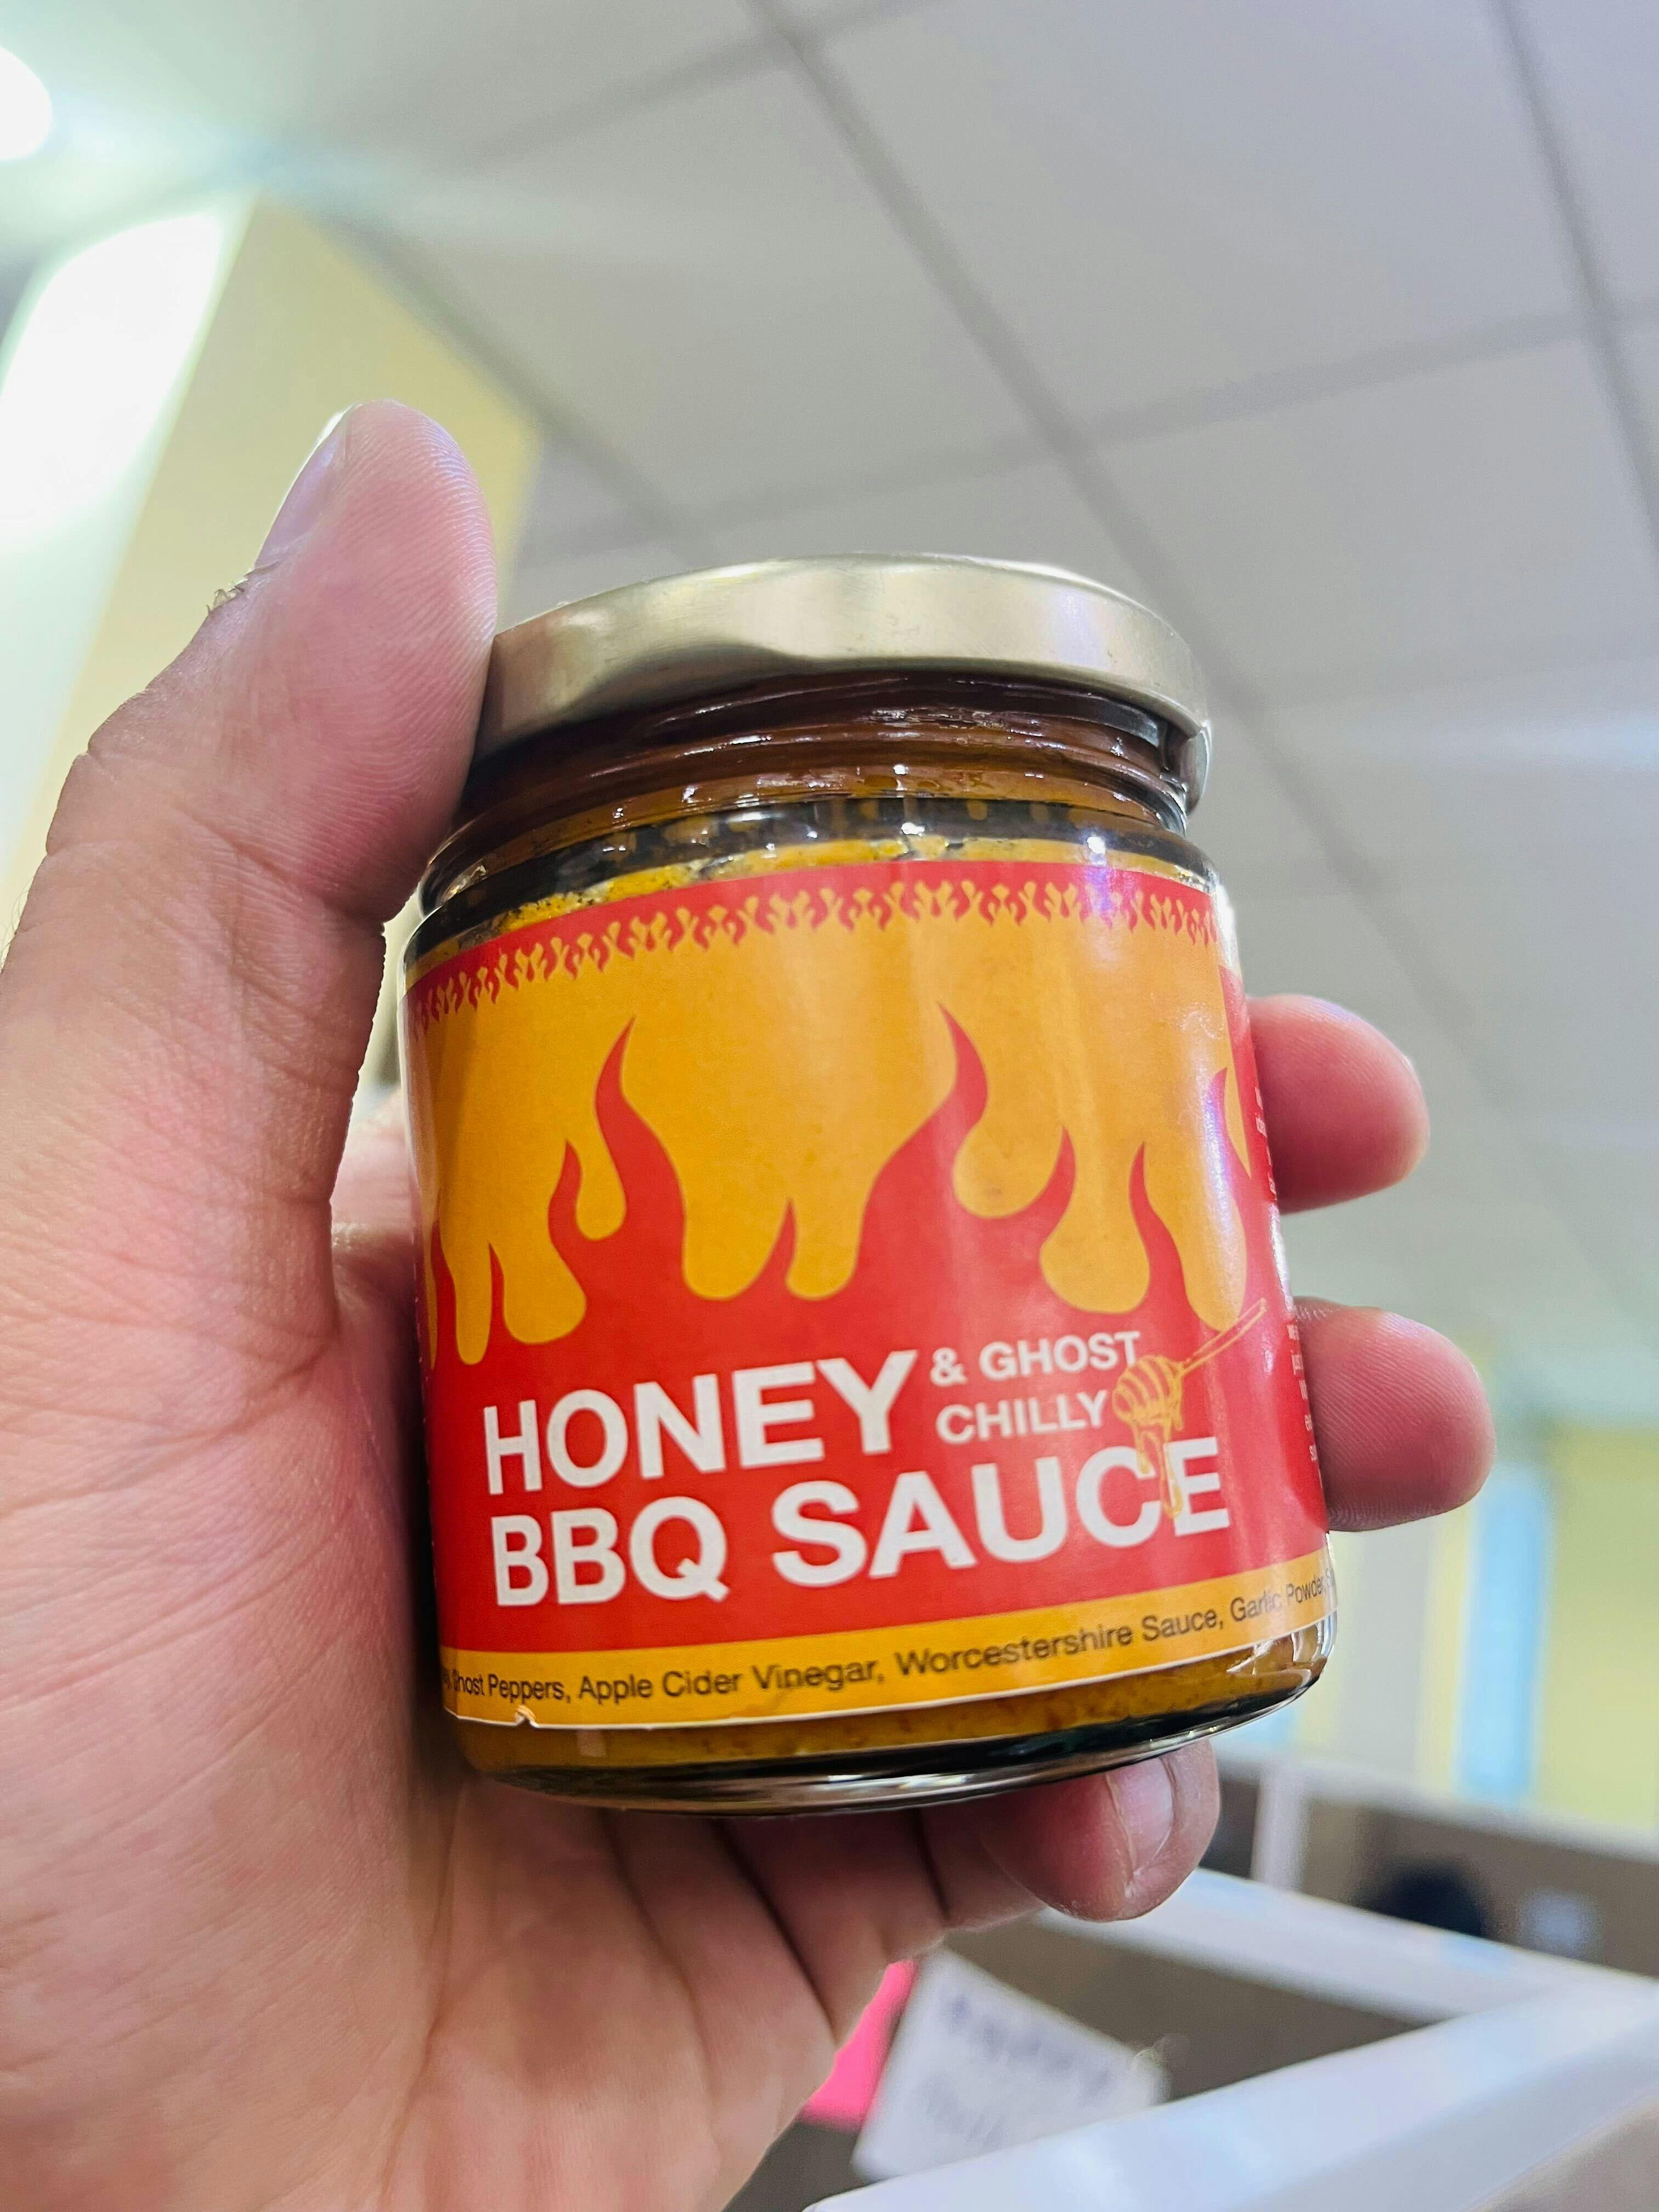 HONEY & GHOST
CHILLY
BBQ SAUCE
Ghost Peppers, Apple Cider Vinegar, Worcestershire Sauce, Garlic Powder,